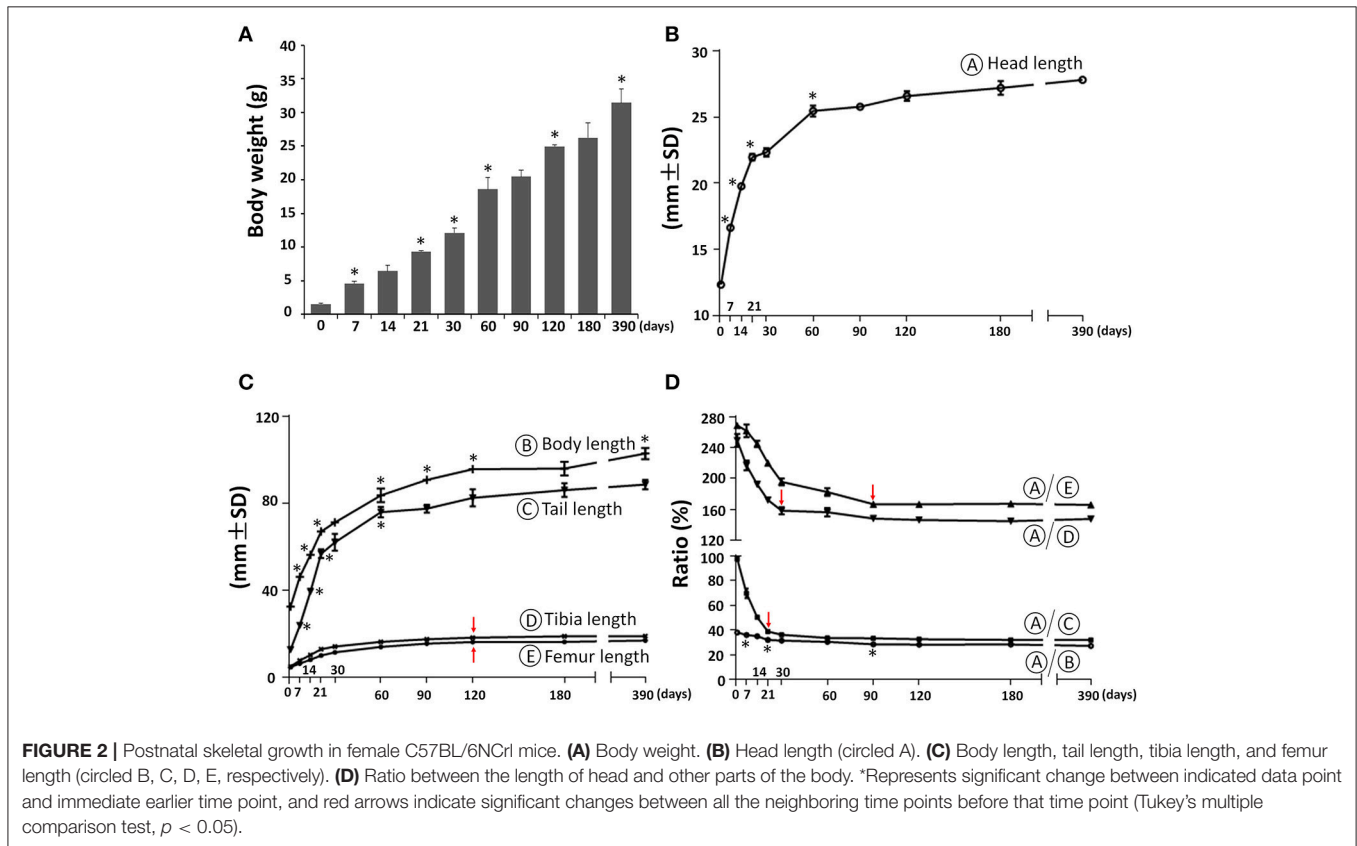 A
Body weight (g)
40
35
30
25
20
15
10
5
0
*
*
*
*
*
*
0 7 14 21 30 60 90 120 180 390 (days)
B
(mm±SD)
30
25
20
15
10
Ⓐ Head length
*
*
*
*
7 21
0 14 30 60 90 120 180 390 (days)
C
(mm±SD)
120
80
40
0
Ⓑ Body length
Ⓒ Tail length
Ⓓ Tibia length
Ⓔ Femur length
* * * * * * *
* * * * *
14 30
0 7 21 60 90 120 180 390 (days)
D
Ratio (%)
280
240
200
160
120
100
80
60
40
20
0
Ⓐ/Ⓔ
Ⓐ/Ⓓ
Ⓐ/Ⓒ
Ⓐ/Ⓑ
* * *
14 30
0 7 21 60 90 120 180 390 (days)
FIGURE 2 | Postnatal skeletal growth in female C57BL/6NCrl mice. (A) Body weight. (B) Head length (circled A). (C) Body length, tail length, tibia length, and femur
length (circled B, C, D, E, respectively). (D) Ratio between the length of head and other parts of the body. *Represents significant change between indicated data point
and immediate earlier time point, and red arrows indicate significant changes between all the neighboring time points before that time point (Tukey's multiple
comparison test, p < 0.05).